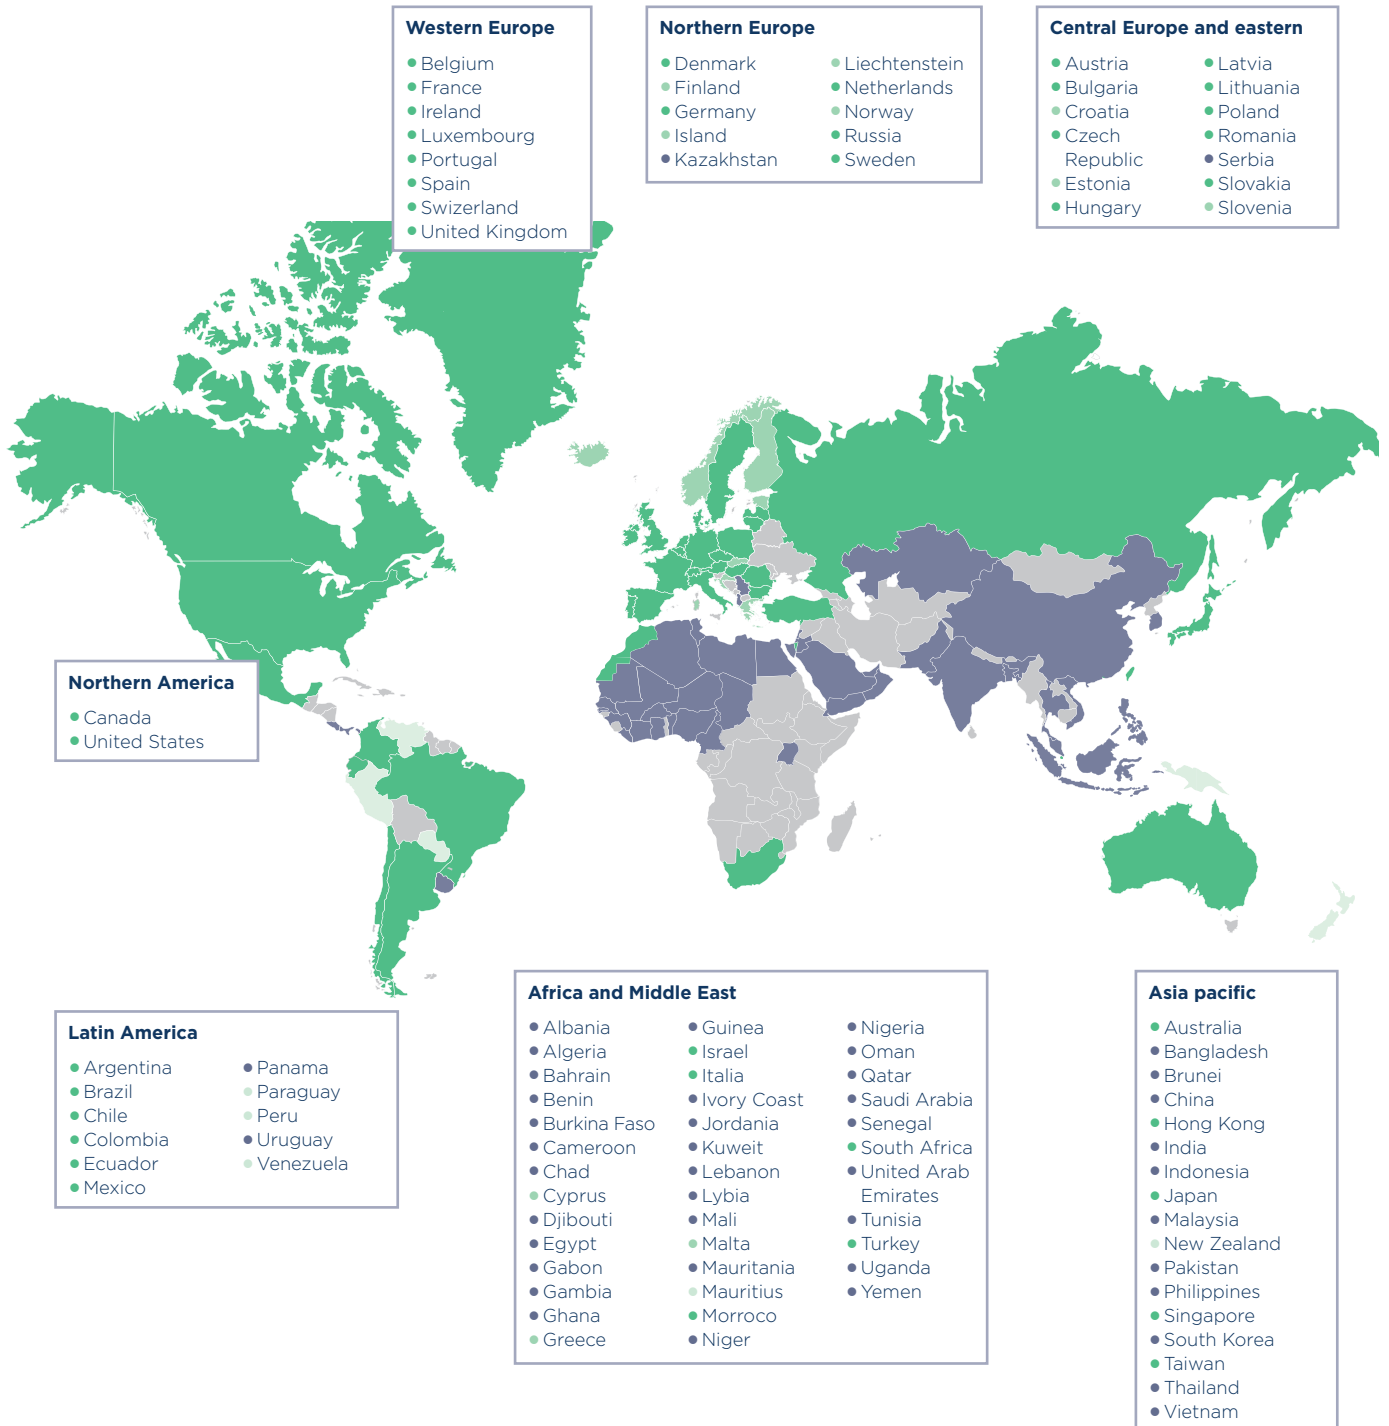 Western Europe
Belgium
France
Ireland
Luxembourg
Portugal
Spain
Swizerland
United Kingdom
Northern Europe
Denmark
Finland
Germany
Island
Kazakhstan
Liechtenstein
Netherlands
Norway
Russia
Sweden
Central Europe and eastern
Austria
Bulgaria
Croatia
Czech
Republic
Estonia
Hungary
Latvia
Lithuania
Poland
Romania
Serbia
Slovakia
Slovenia
Northern America
Canada
United States
Latin America
Argentina
Brazil
Chile
Colombia
Ecuador
Mexico
Panama
Paraguay
Peru
Uruguay
Venezuela
Africa and Middle East
Albania
Algeria
Bahrain
Benin
Burkina Faso
Cameroon
Chad
Cyprus
Djibouti
Egypt
Gabon
Gambia
Ghana
Greece
Guinea
Israel
Italia
Ivory Coast
Jordania
Kuweit
Lebanon
Lybia
Mali
Malta
Mauritania
Mauritius
Morroco
Niger
Nigeria
Oman
Qatar
Saudi Arabia
Senegal
South Africa
United Arab
Emirates
Tunisia
Turkey
Uganda
Yemen
Asia pacific
Australia
Bangladesh
Brunei
China
Hong Kong
India
Indonesia
Japan
Malaysia
New Zealand
Pakistan
Philippines
Singapore
South Korea
Taiwan
Thailand
Vietnam